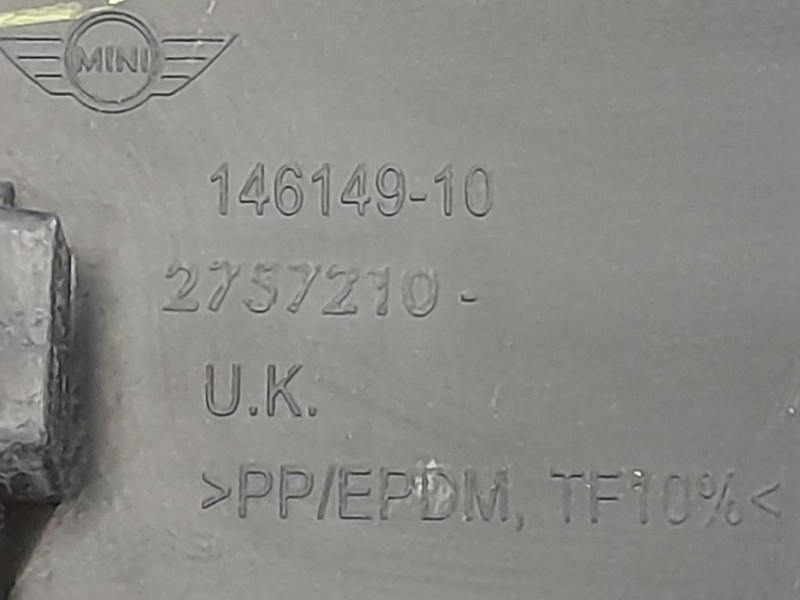 MINI
146149-10
2757210-
U.K.
>PP/EPDM, TF10%<